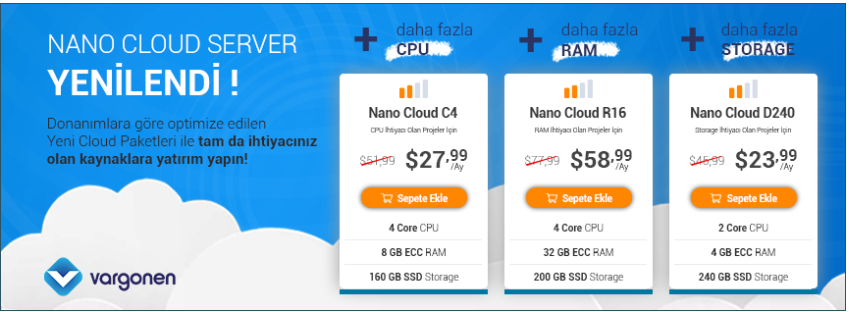 NANO CLOUD SERVER
YENİLENDİ !
Donanımlara göre optimize edilen
Yeni Cloud Paketleri ile tam da ihtiyacınız
olan kaynaklara yatırım yapın!
vargonen
+ daha fazla
CPU
Nano Cloud C4
CPU İhtiyacı Olan Projeler İçin
$51,99 $27,99
/Ay
Sepete Ekle
4 Core CPU
8 GB ECC RAM
160 GB SSD Storage
+ daha fazla
RAM
Nano Cloud R16
RAM İhtiyacı Olan Projeler İçin
$77,99 $58,99
/Ay
Sepete Ekle
4 Core CPU
32 GB ECC RAM
200 GB SSD Storage
+ daha fazla
STORAGE
Nano Cloud D240
Storage İhtiyacı Olan Projeler İçin
$45,99 $23,99
/Ay
Sepete Ekle
2 Core CPU
4 GB ECC RAM
240 GB SSD Storage